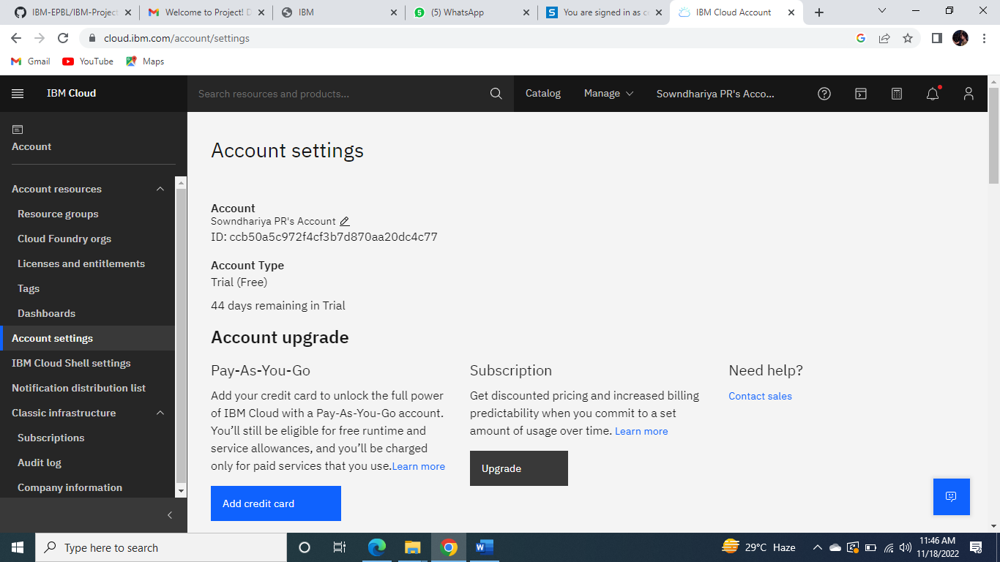 IBM-EPBL/IBM-Project
Welcome to Project!
IBM
(5) WhatsApp
You are signed in as
IBM Cloud Account
cloud.ibm.com/account/settings
Gmail
YouTube
Maps
IBM Cloud
Search resources and products...
Catalog
Manage
Sowndhariya PR's Acco...
Account
Account resources
Resource groups
Cloud Foundry orgs
Licenses and entitlements
Tags
Dashboards
Account settings
IBM Cloud Shell settings
Notification distribution list
Classic infrastructure
Subscriptions
Audit log
Company information
Account settings
Account
Sowndhariya PR's Account
ID: ccb50a5c972f4cf3b7d870aa20dc4c77
Account Type
Trial (Free)
44 days remaining in Trial
Account upgrade
Pay-As-You-Go
Add your credit card to unlock the full power
of IBM Cloud with a Pay-As-You-Go account.
You’ll still be eligible for free runtime and
service allowances, and you’ll be charged
only for paid services that you use.Learn more
Add credit card
Subscription
Get discounted pricing and increased billing
predictability when you commit to a set
amount of usage over time. Learn more
Upgrade
Need help?
Contact sales
Type here to search
29°C Haze
11:46 AM
11/18/2022